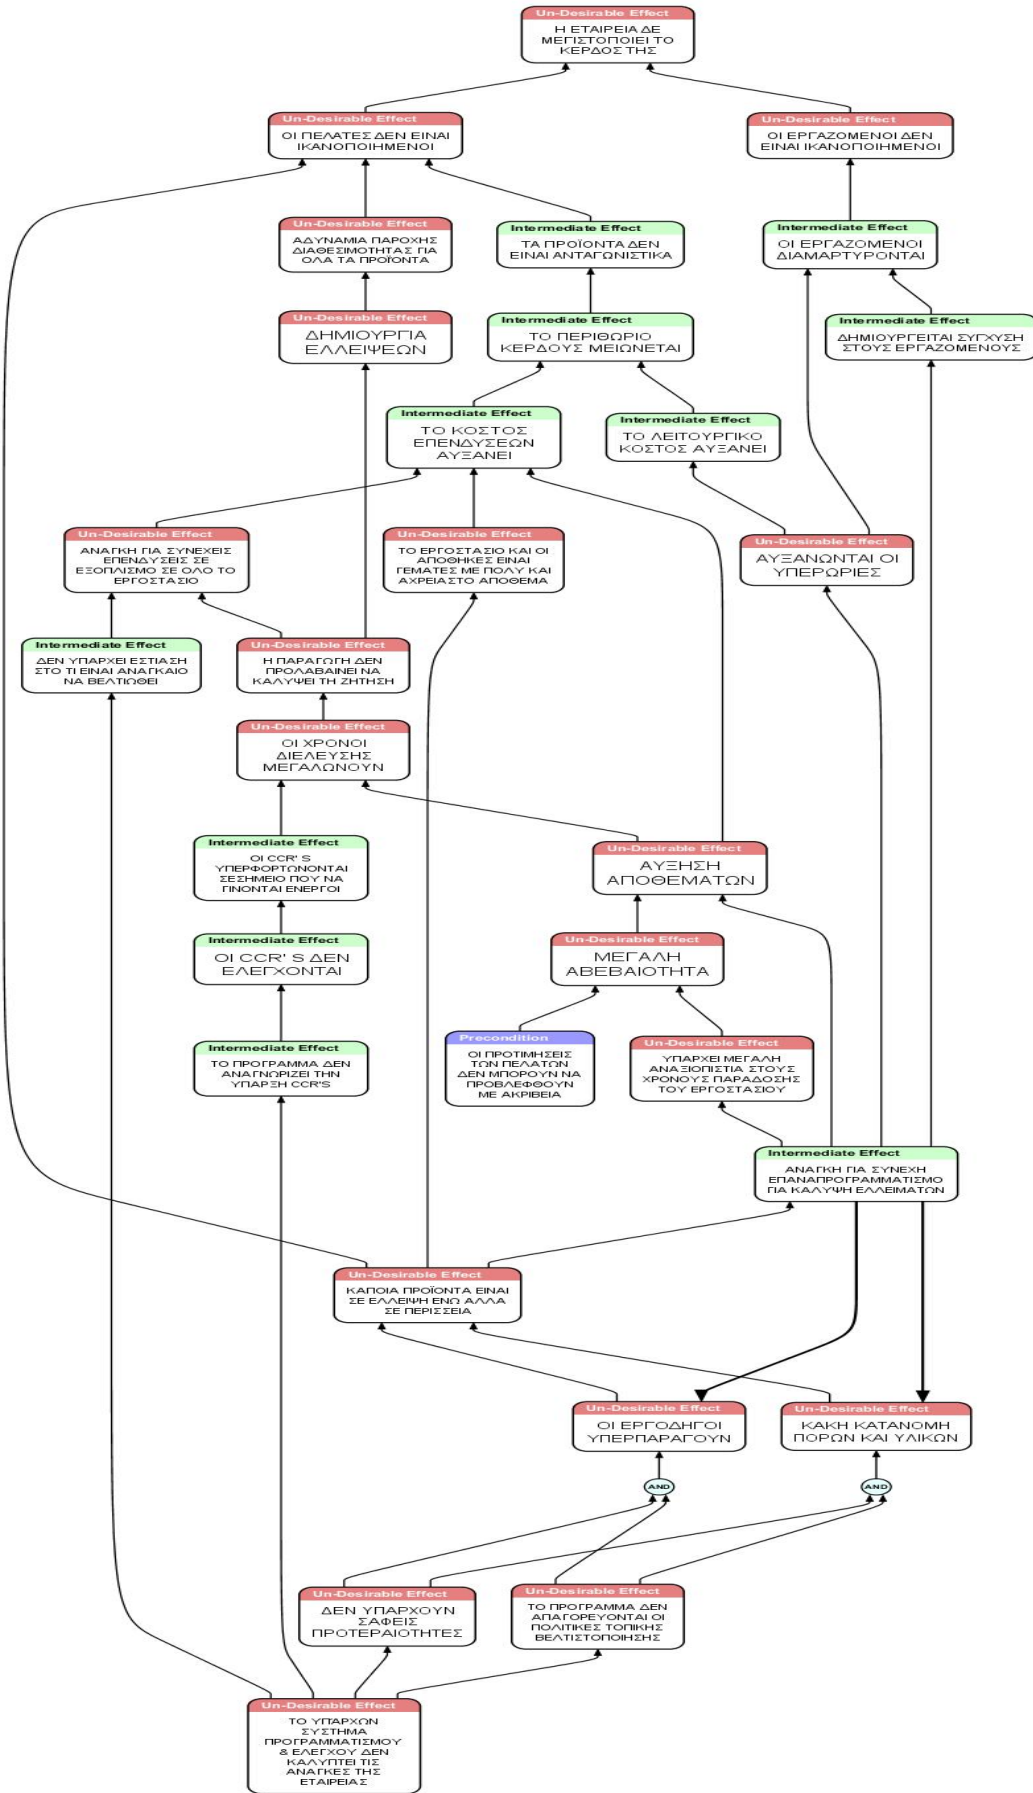 Un-Desirable Effect
Η ΕΤΑΙΡΕΙΑ ΔΕ
ΜΕΓΙΣΤΟΠΟΙΕΙ ΤΟ
ΚΕΡΔΟΣ ΤΗΣ
Un-Desirable Effect
ΟΙ ΠΕΛΑΤΕΣ ΔΕΝ ΕΙΝΑΙ
ΙΚΑΝΟΠΟΙΗΜΕΝΟΙ
Un-Desirable Effect
ΟΙ ΕΡΓΑΖΟΜΕΝΟΙ ΔΕΝ
ΕΙΝΑΙ ΙΚΑΝΟΠΟΙΗΜΕΝΟΙ
Un-Desirable Effect
ΑΔΥΝΑΜΙΑ ΠΑΡΟΧΗΣ
ΔΙΑΘΕΣΙΜΟΤΗΤΑΣ ΓΙΑ
ΟΛΑ ΤΑ ΠΡΟΪΟΝΤΑ
Intermediate Effect
ΤΑ ΠΡΟΪΟΝΤΑ ΔΕΝ
ΕΙΝΑΙ ΑΝΤΑΓΩΝΙΣΤΙΚΑ
Intermediate Effect
ΟΙ ΕΡΓΑΖΟΜΕΝΟΙ
ΔΙΑΜΑΡΤΥΡΟΝΤΑΙ
Un-Desirable Effect
ΔΗΜΙΟΥΡΓΙΑ
ΕΛΛΕΙΨΕΩΝ
Intermediate Effect
ΤΟ ΠΕΡΙΘΩΡΙΟ
ΚΕΡΔΟΥΣ ΜΕΙΩΝΕΤΑΙ
Intermediate Effect
ΔΗΜΙΟΥΡΓΕΙΤΑΙ ΣΥΓΧΥΣΗ
ΣΤΟΥΣ ΕΡΓΑΖΟΜΕΝΟΥΣ
Intermediate Effect
ΤΟ ΚΟΣΤΟΣ
ΕΠΕΝΔΥΣΕΩΝ
ΑΥΞΑΝΕΙ
Intermediate Effect
ΤΟ ΛΕΙΤΟΥΡΓΙΚΟ
ΚΟΣΤΟΣ ΑΥΞΑΝΕΙ
Un-Desirable Effect
ΑΝΑΓΚΗ ΓΙΑ ΣΥΝΕΧΕΙΣ
ΕΠΕΝΔΥΣΕΙΣ ΣΕ
ΕΞΟΠΛΙΣΜΟ ΣΕ ΟΛΟ ΤΟ
ΕΡΓΟΣΤΑΣΙΟ
Un-Desirable Effect
ΤΟ ΕΡΓΟΣΤΑΣΙΟ ΚΑΙ ΟΙ
ΑΠΟΘΗΚΕΣ ΕΙΝΑΙ
ΓΕΜΑΤΕΣ ΜΕ ΠΟΛΥ ΚΑΙ
ΑΧΡΕΙΑΣΤΟ ΑΠΟΘΕΜΑ
Un-Desirable Effect
ΑΥΞΑΝΩΝΤΑΙ ΟΙ
ΥΠΕΡΩΡΙΕΣ
Intermediate Effect
ΔΕΝ ΥΠΑΡΧΕΙ ΕΣΤΙΑΣΗ
ΣΤΟ ΤΙ ΕΙΝΑΙ ΑΝΑΓΚΑΙΟ
ΝΑ ΒΕΛΤΙΩΘΕΙ
Un-Desirable Effect
Η ΠΑΡΑΓΩΓΗ ΔΕΝ
ΠΡΟΛΑΒΑΙΝΕΙ ΝΑ
ΚΑΛΥΨΕΙ ΤΗ ΖΗΤΗΣΗ
Un-Desirable Effect
ΟΙ ΧΡΟΝΟΙ
ΔΙΕΛΕΥΣΗΣ
ΜΕΓΑΛΩΝΟΥΝ
Intermediate Effect
ΟΙ CCR' S
ΥΠΕΡΦΟΡΤΩΝΟΝΤΑΙ
ΣΕΣΗΜΕΙΟ ΠΟΥ ΝΑ
ΓΙΝΟΝΤΑΙ ΕΝΕΡΓΟΙ
Un-Desirable Effect
ΑΥΞΗΣΗ
ΑΠΟΘΕΜΑΤΩΝ
Intermediate Effect
ΟΙ CCR' S ΔΕΝ
ΕΛΕΓΧΟΝΤΑΙ
Un-Desirable Effect
ΜΕΓΑΛΗ
ΑΒΕΒΑΙΟΤΗΤΑ
Intermediate Effect
ΤΟ ΠΡΟΓΡΑΜΜΑ ΔΕΝ
ΑΝΑΓΝΩΡΙΖΕΙ ΤΗΝ
ΥΠΑΡΞΗ CCR'S
Precondition
ΟΙ ΠΡΟΤΙΜΗΣΕΙΣ
ΤΩΝ ΠΕΛΑΤΩΝ
ΔΕΝ ΜΠΟΡΟΥΝ ΝΑ
ΠΡΟΒΛΕΦΘΟΥΝ
ΜΕ ΑΚΡΙΒΕΙΑ
Un-Desirable Effect
ΥΠΑΡΧΕΙ ΜΕΓΑΛΗ
ΑΝΑΞΙΟΠΙΣΤΙΑ ΣΤΟΥΣ
ΧΡΟΝΟΥΣ ΠΑΡΑΔΟΣΗΣ
ΤΟΥ ΕΡΓΟΣΤΑΣΙΟΥ
Intermediate Effect
ΑΝΑΓΚΗ ΓΙΑ ΣΥΝΕΧΗ
ΕΠΑΝΑΠΡΟΓΡΑΜΜΑΤΙΣΜΟ
ΓΙΑ ΚΑΛΥΨΗ ΕΛΛΕΙΜΑΤΩΝ
Un-Desirable Effect
ΚΑΠΟΙΑ ΠΡΟΪΟΝΤΑ ΕΙΝΑΙ
ΣΕ ΕΛΛΕΙΨΗ ΕΝΩ ΑΛΛΑ
ΣΕ ΠΕΡΙΣΣΕΙΑ
Un-Desirable Effect
ΟΙ ΕΡΓΟΔΗΓΟΙ
ΥΠΕΡΠΑΡΑΓΟΥΝ
Un-Desirable Effect
ΚΑΚΗ ΚΑΤΑΝΟΜΗ
ΠΟΡΩΝ ΚΑΙ ΥΛΙΚΩΝ
AND
AND
Un-Desirable Effect
ΔΕΝ ΥΠΑΡΧΟΥΝ
ΣΑΦΕΙΣ
ΠΡΟΤΕΡΑΙΟΤΗΤΕΣ
Un-Desirable Effect
ΤΟ ΠΡΟΓΡΑΜΜΑ ΔΕΝ
ΑΠΑΓΟΡΕΥΟΝΤΑΙ ΟΙ
ΠΟΛΙΤΙΚΕΣ ΤΟΠΙΚΗΣ
ΒΕΛΤΙΣΤΟΠΟΙΗΣΗΣ
Un-Desirable Effect
ΤΟ ΥΠΑΡΧΩΝ
ΣΥΣΤΗΜΑ
ΠΡΟΓΡΑΜΜΑΤΙΣΜΟΥ
& ΕΛΕΓΧΟΥ ΔΕΝ
ΚΑΛΥΠΤΕΙ ΤΙΣ
ΑΝΑΓΚΕΣ ΤΗΣ
ΕΤΑΙΡΕΙΑΣ